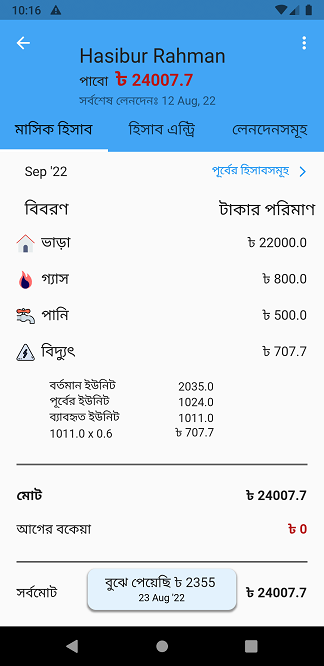 10:16
Hasibur Rahman
পাবো ৳ 24007.7
সর্বশেষ লেনদেনঃ 12 Aug, 22
মাসিক হিসাব হিসাব এন্ট্রি লেনদেনসমূহ
Sep '22 পূর্বের হিসাবসমূহ
বিবরণ টাকার পরিমাণ
ভাড়া ৳ 22000.0
গ্যাস ৳ 800.0
পানি ৳ 500.0
বিদ্যুৎ ৳ 707.7
বর্তমান ইউনিট 2035.0
পূর্বের ইউনিট 1024.0
ব্যাবহৃত ইউনিট 1011.0
1011.0 x 0.6 ৳ 707.7
মোট ৳ 24007.7
আগের বকেয়া ৳ 0
সর্বমোট ৳ 24007.7
বুঝে পেয়েছি ৳ 2355
23 Aug '22